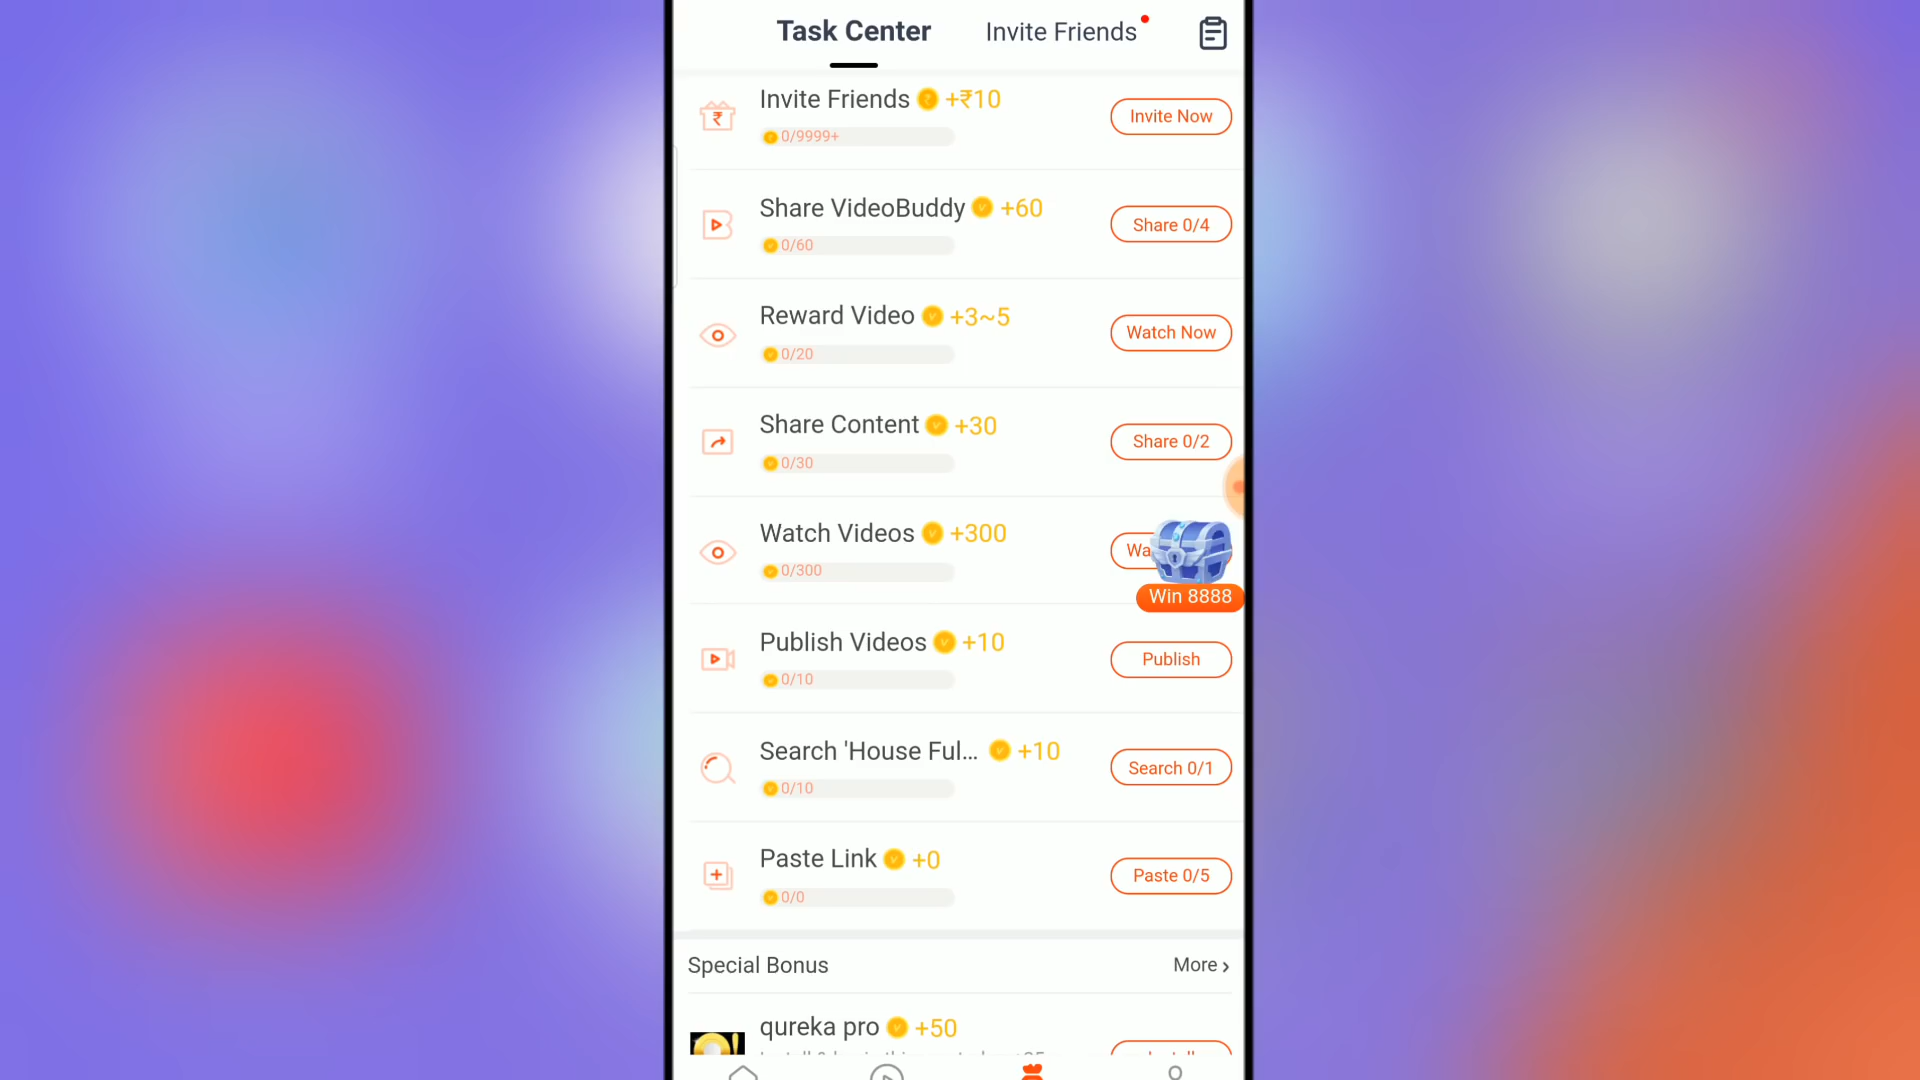 Task Center
Invite Friends
Invite Friends +₹10
0/9999+
Invite Now
Share VideoBuddy +60
0/60
Share 0/4
Reward Video +3~5
0/20
Watch Now
Share Content +30
0/30
Share 0/2
Watch Videos +300
0/300
Wa
Win 8888
Publish Videos +10
0/10
Publish
Search 'House Ful... +10
0/10
Search 0/1
Paste Link +0
0/0
Paste 0/5
Special Bonus
More ›
qureka pro +50